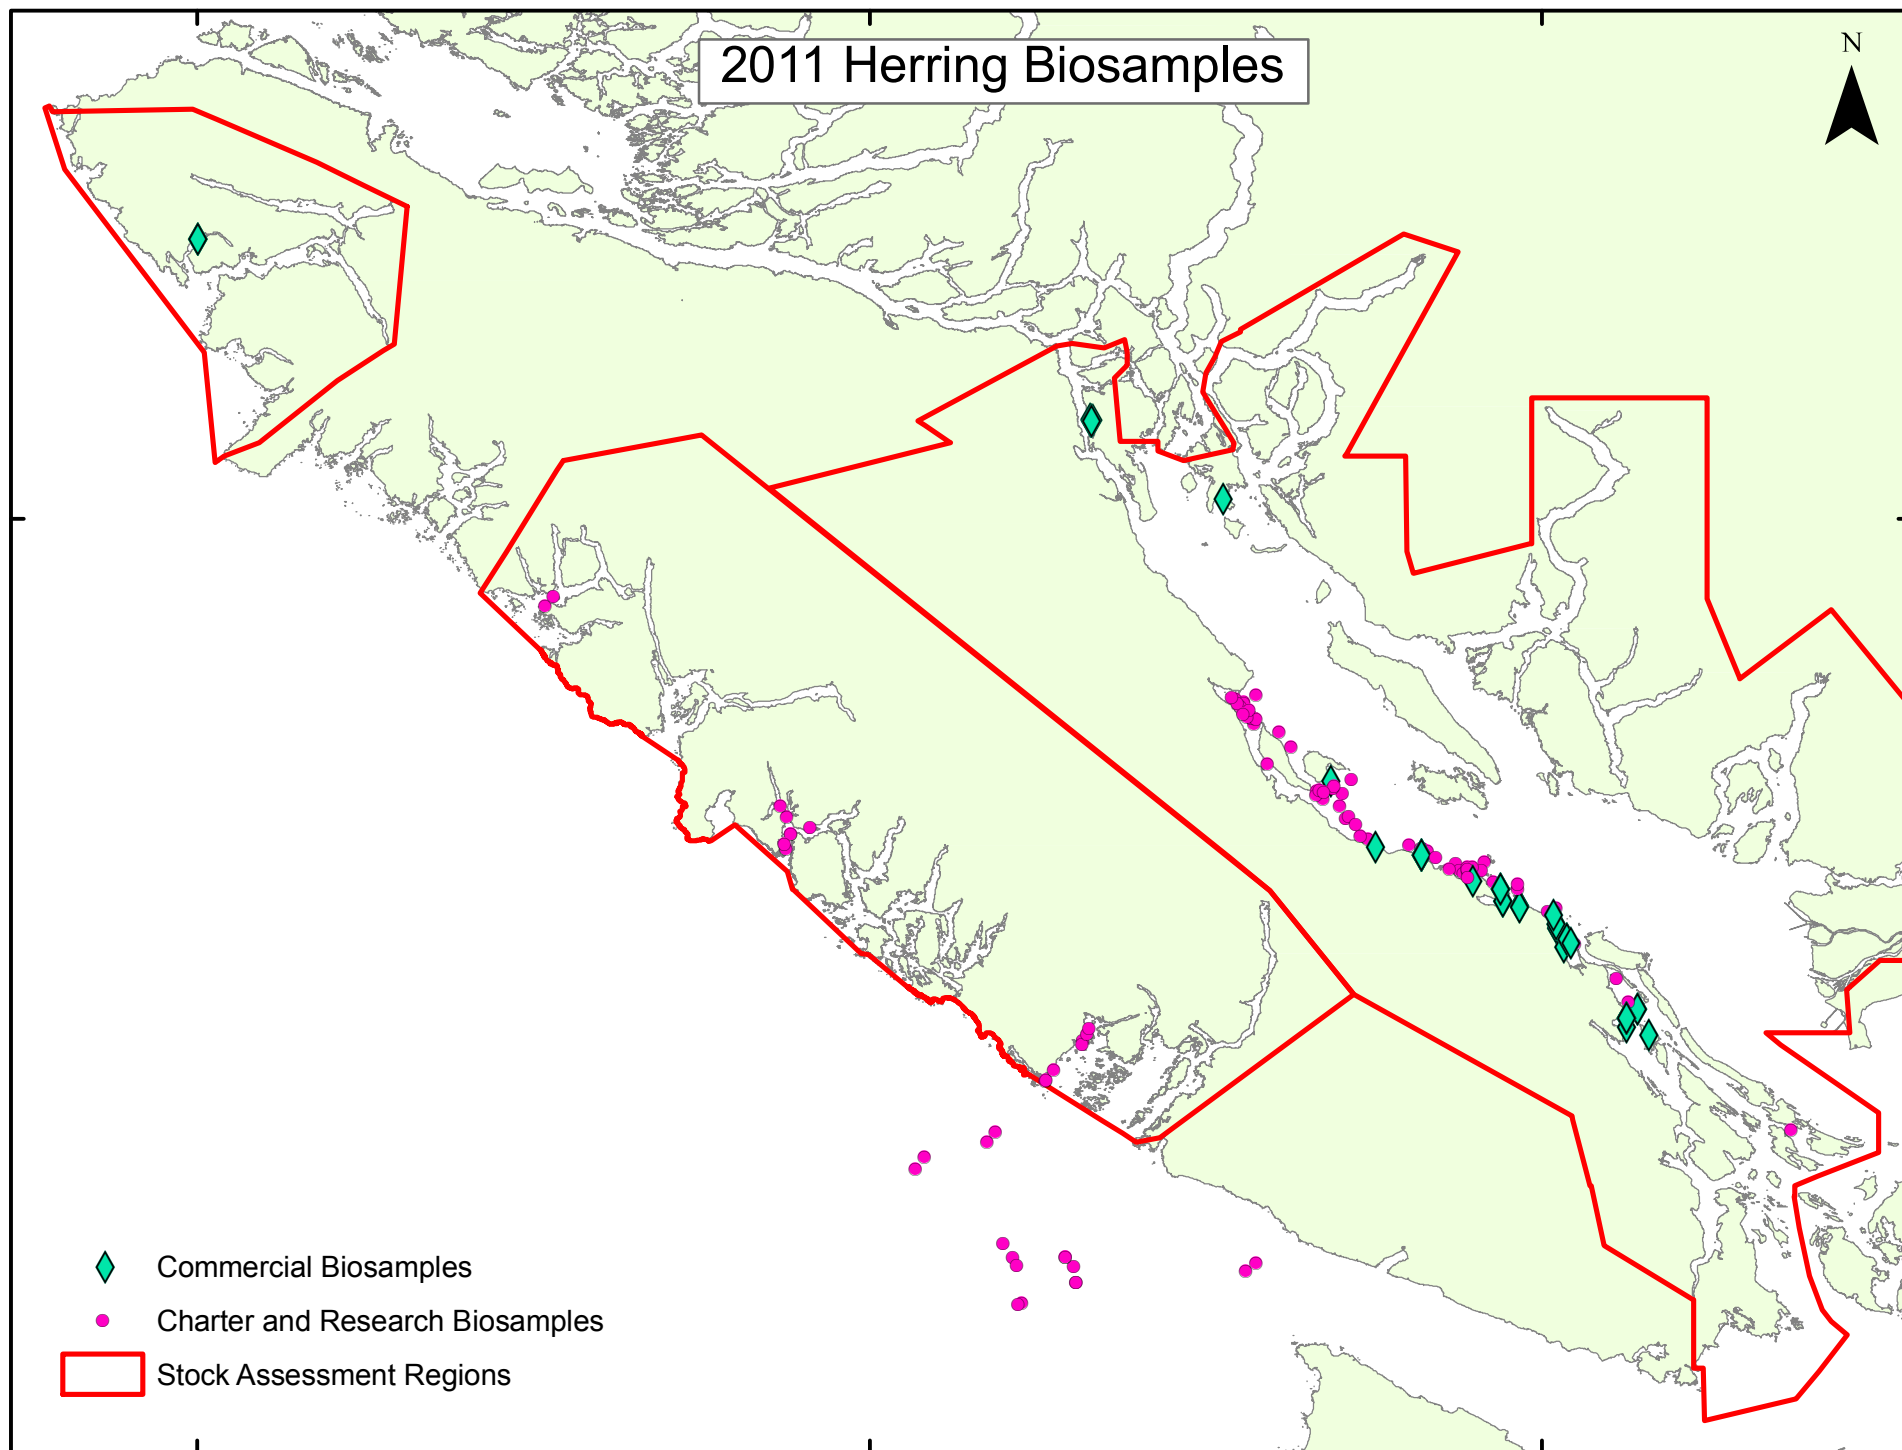 2011 Herring Biosamples
N
Commercial Biosamples
Charter and Research Biosamples
Stock Assessment Regions